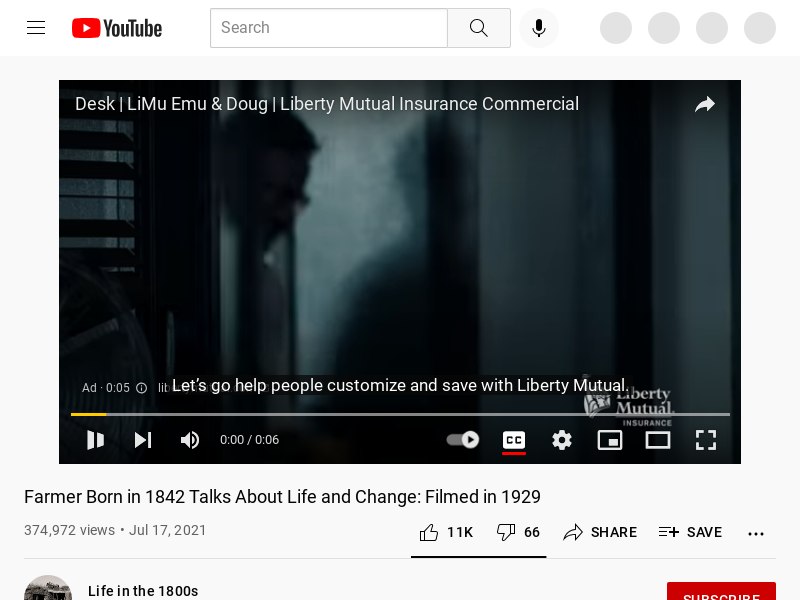 YouTube
Search
Desk | LiMu Emu & Doug | Liberty Mutual Insurance Commercial
Ad · 0:05
Let's go help people customize and save with Liberty Mutual.
Liberty
Mutual.
INSURANCE
0:00 / 0:06
CC
Farmer Born in 1842 Talks About Life and Change: Filmed in 1929
374,972 views • Jul 17, 2021
11K 66 SHARE SAVE
Life in the 1800s
SUBSCRIBE